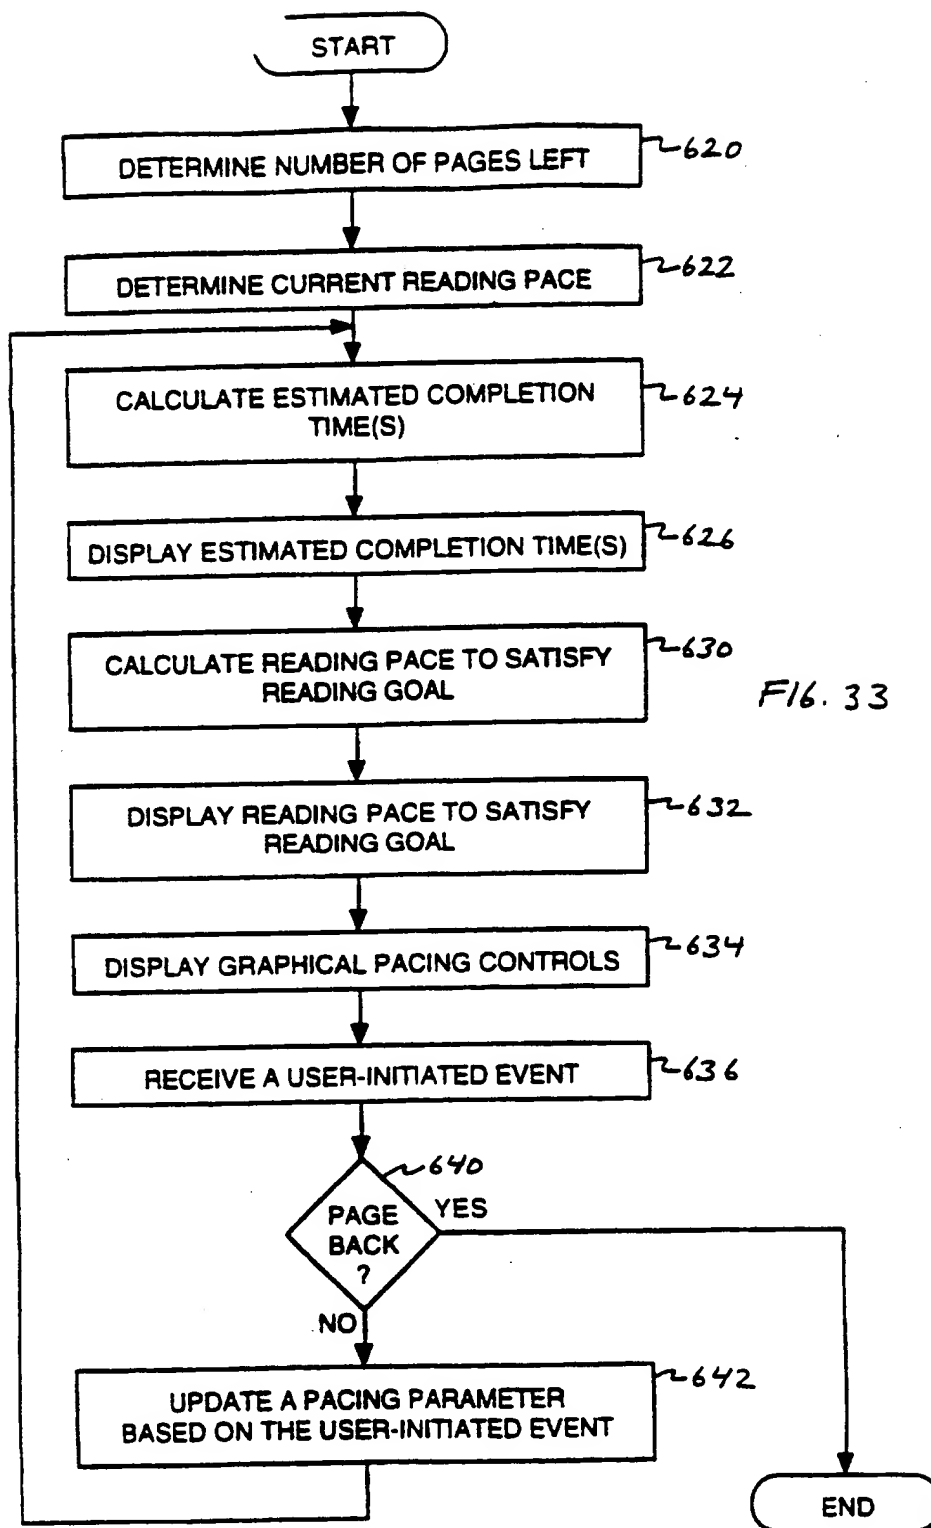 START
DETERMINE NUMBER OF PAGES LEFT
620
DETERMINE CURRENT READING PACE
622
CALCULATE ESTIMATED COMPLETION
TIME(S)
624
DISPLAY ESTIMATED COMPLETION TIME(S)
626
CALCULATE READING PACE TO SATISFY
READING GOAL
630
FIG. 33
DISPLAY READING PACE TO SATISFY
READING GOAL
632
DISPLAY GRAPHICAL PACING CONTROLS
634
RECEIVE A USER-INITIATED EVENT
636
640
PAGE
BACK
?
YES
NO
UPDATE A PACING PARAMETER
BASED ON THE USER-INITIATED EVENT
642
END